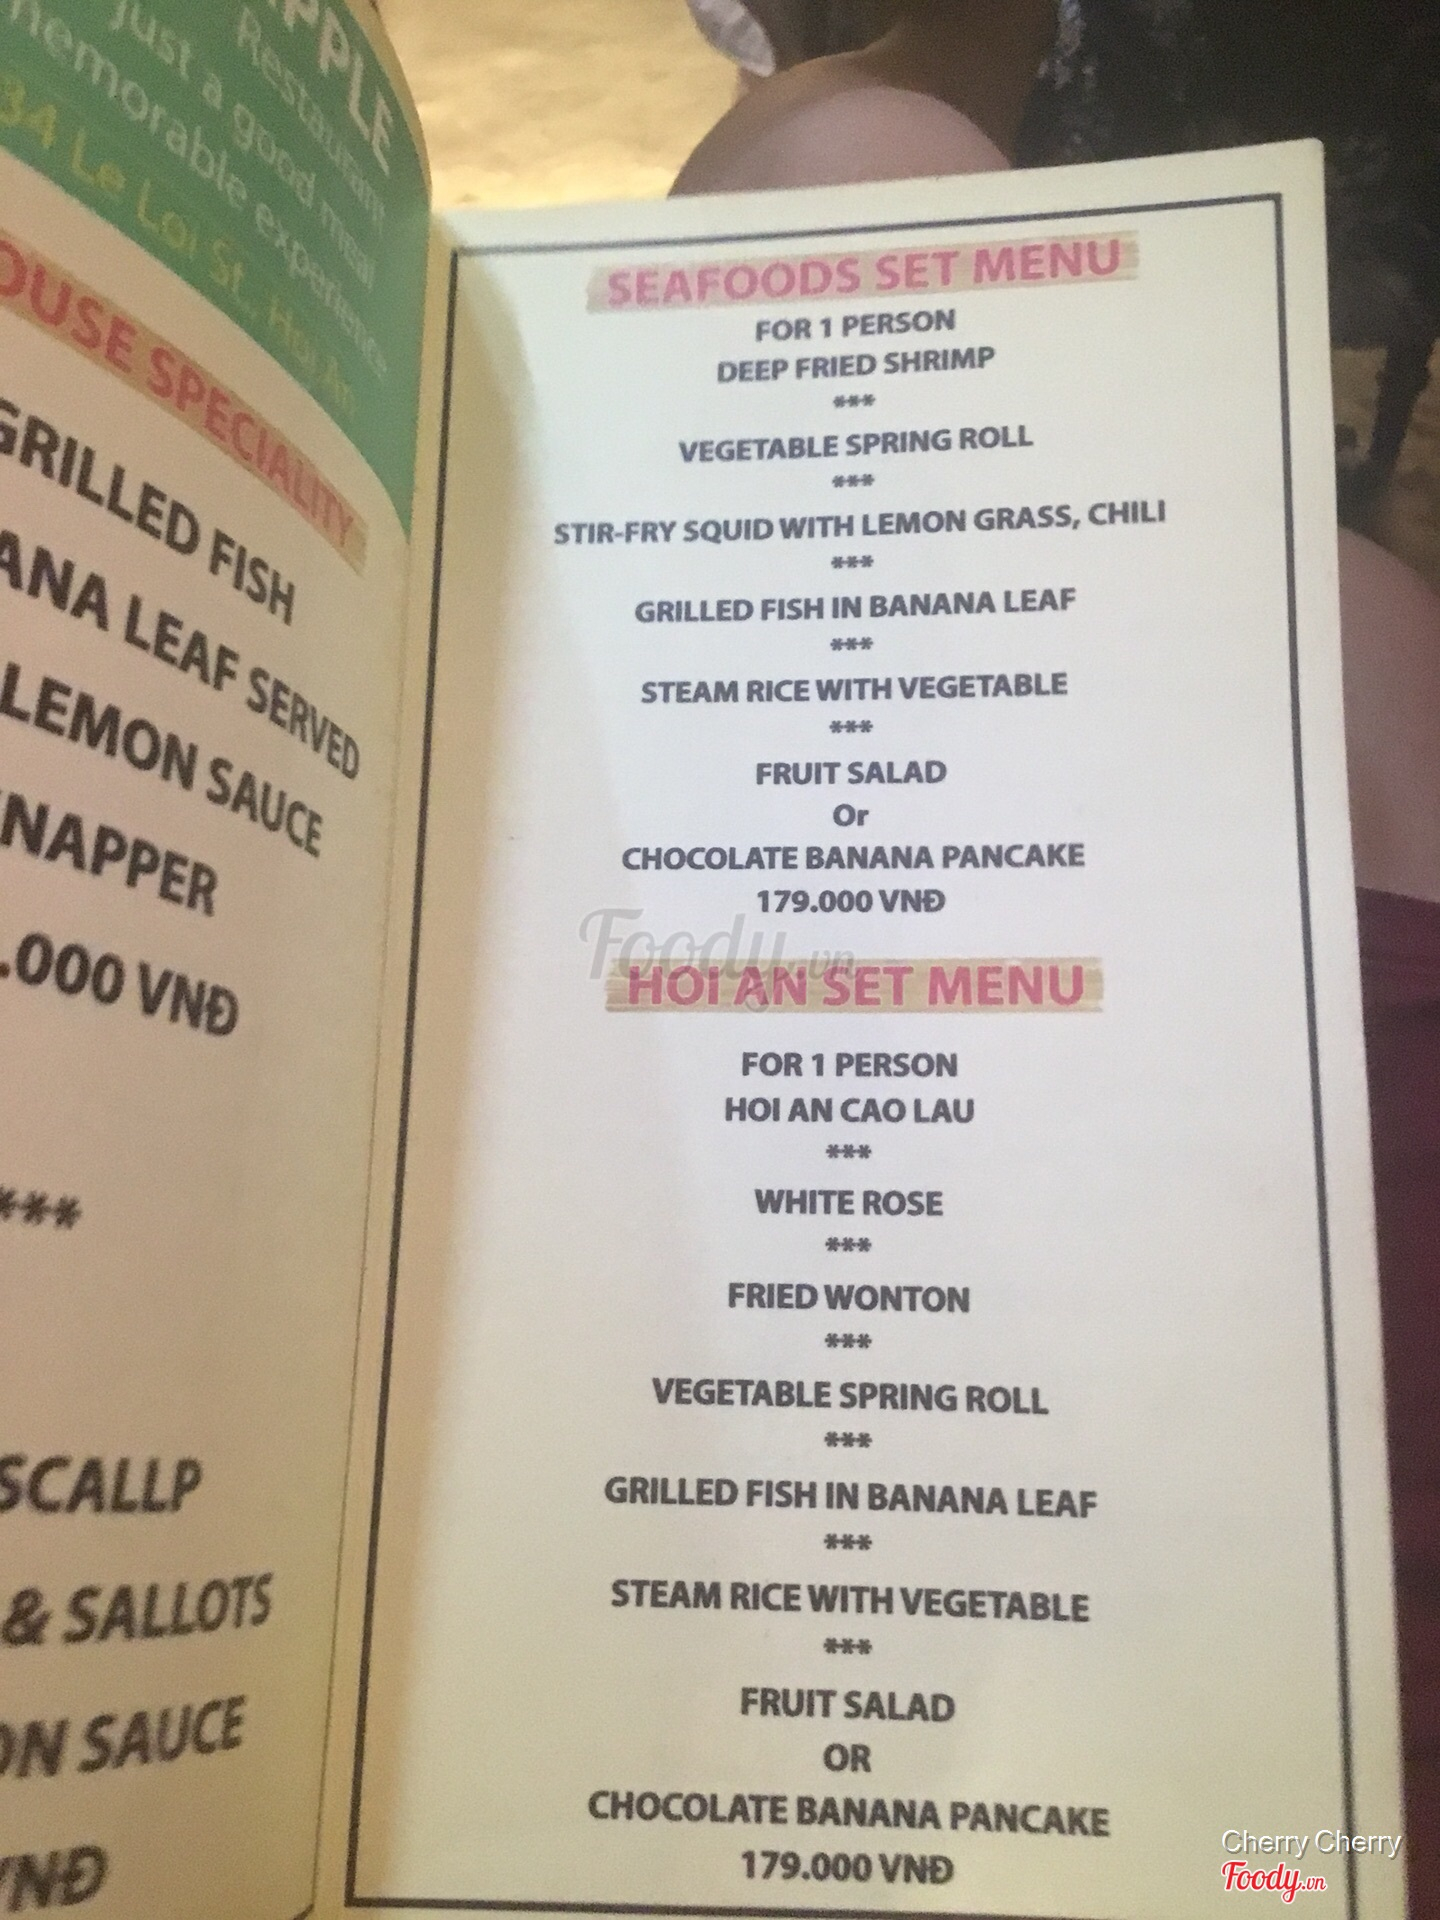 Restaurant
just a good meal
memorable experience
34 Le Loi St., Hoi An
SPECIALITY
GRILLED FISH
LEAF SERVED
LEMON SAUCE
.000 VNĐ
***
SCALLP
& SALLOTS
SAUCE
VNĐ
SEAFOODS SET MENU
FOR 1 PERSON
DEEP FRIED SHRIMP
***
VEGETABLE SPRING ROLL
***
STIR-FRY SQUID WITH LEMON GRASS, CHILI
***
GRILLED FISH IN BANANA LEAF
***
STEAM RICE WITH VEGETABLE
***
FRUIT SALAD
Or
CHOCOLATE BANANA PANCAKE
179.000 VNĐ
Foody.vn
HOI AN SET MENU
FOR 1 PERSON
HOI AN CAO LAU
***
WHITE ROSE
***
FRIED WONTON
***
VEGETABLE SPRING ROLL
***
GRILLED FISH IN BANANA LEAF
***
STEAM RICE WITH VEGETABLE
***
FRUIT SALAD
OR
CHOCOLATE BANANA PANCAKE
179.000 VNĐ
Cherry Cherry
Foody.vn